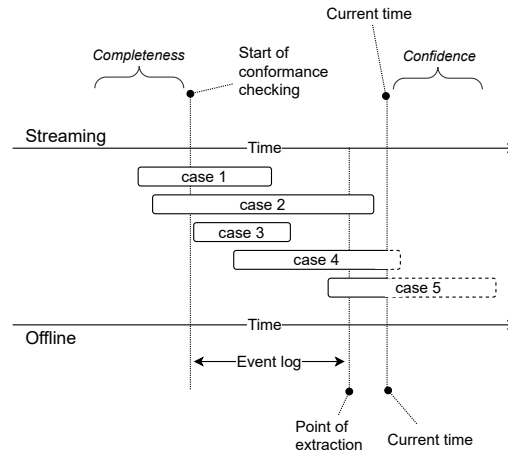 Current time
Completeness
Start of
conformance
checking
Confidence
Streaming
Time
case 1
case 2
case 3
case 4
case 5
Time
Offline
Event log
Point of
extraction
Current time